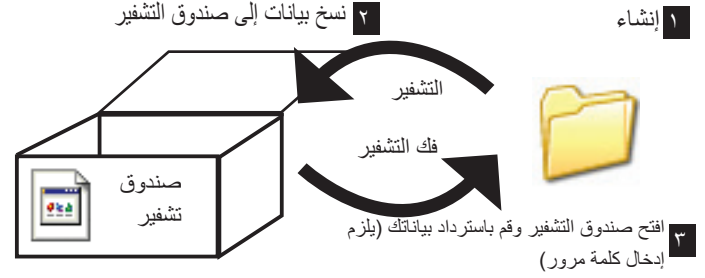 ١ إنشاء
٢ نسخ بيانات إلى صندوق التشفير
التشفير
فك التشفير
صندوق
تشفير
٣ افتح صندوق التشفير وقم باسترداد بياناتك (يلزم
إدخال كلمة مرور)